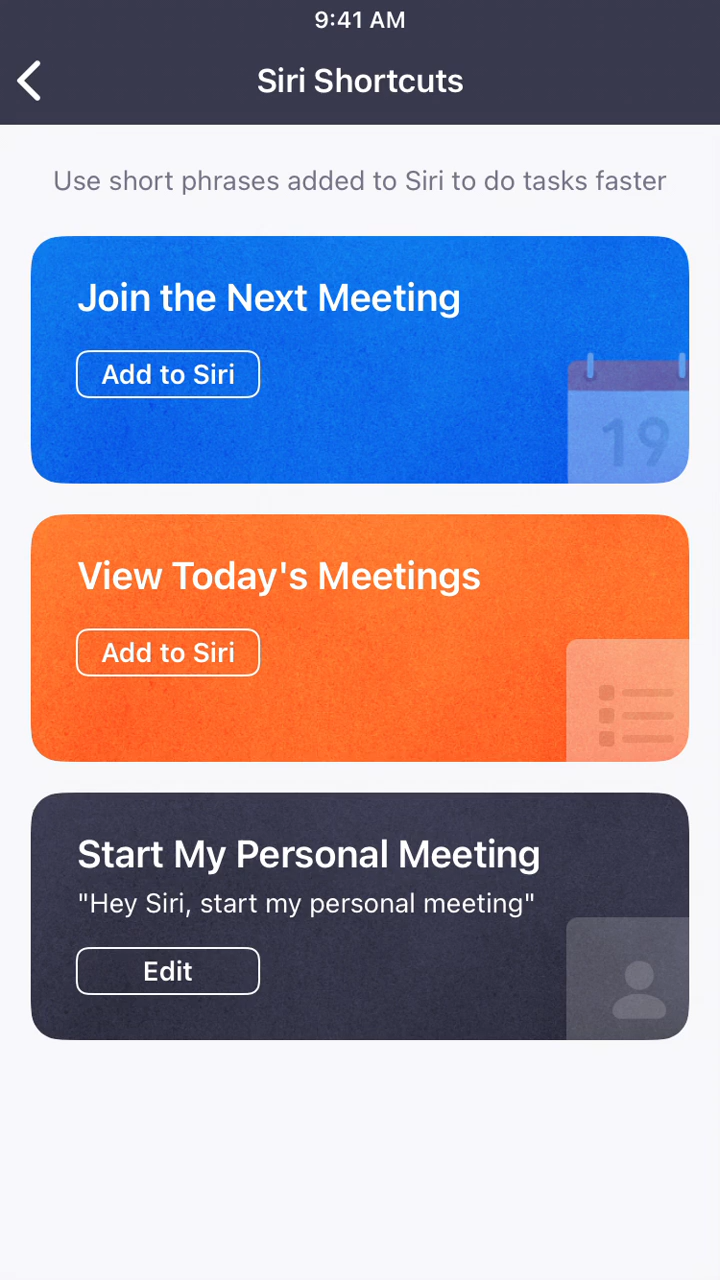 9:41 AM
Siri Shortcuts
Use short phrases added to Siri to do tasks faster
Join the Next Meeting
Add to Siri
19
View Today's Meetings
Add to Siri
Start My Personal Meeting
"Hey Siri, start my personal meeting"
Edit